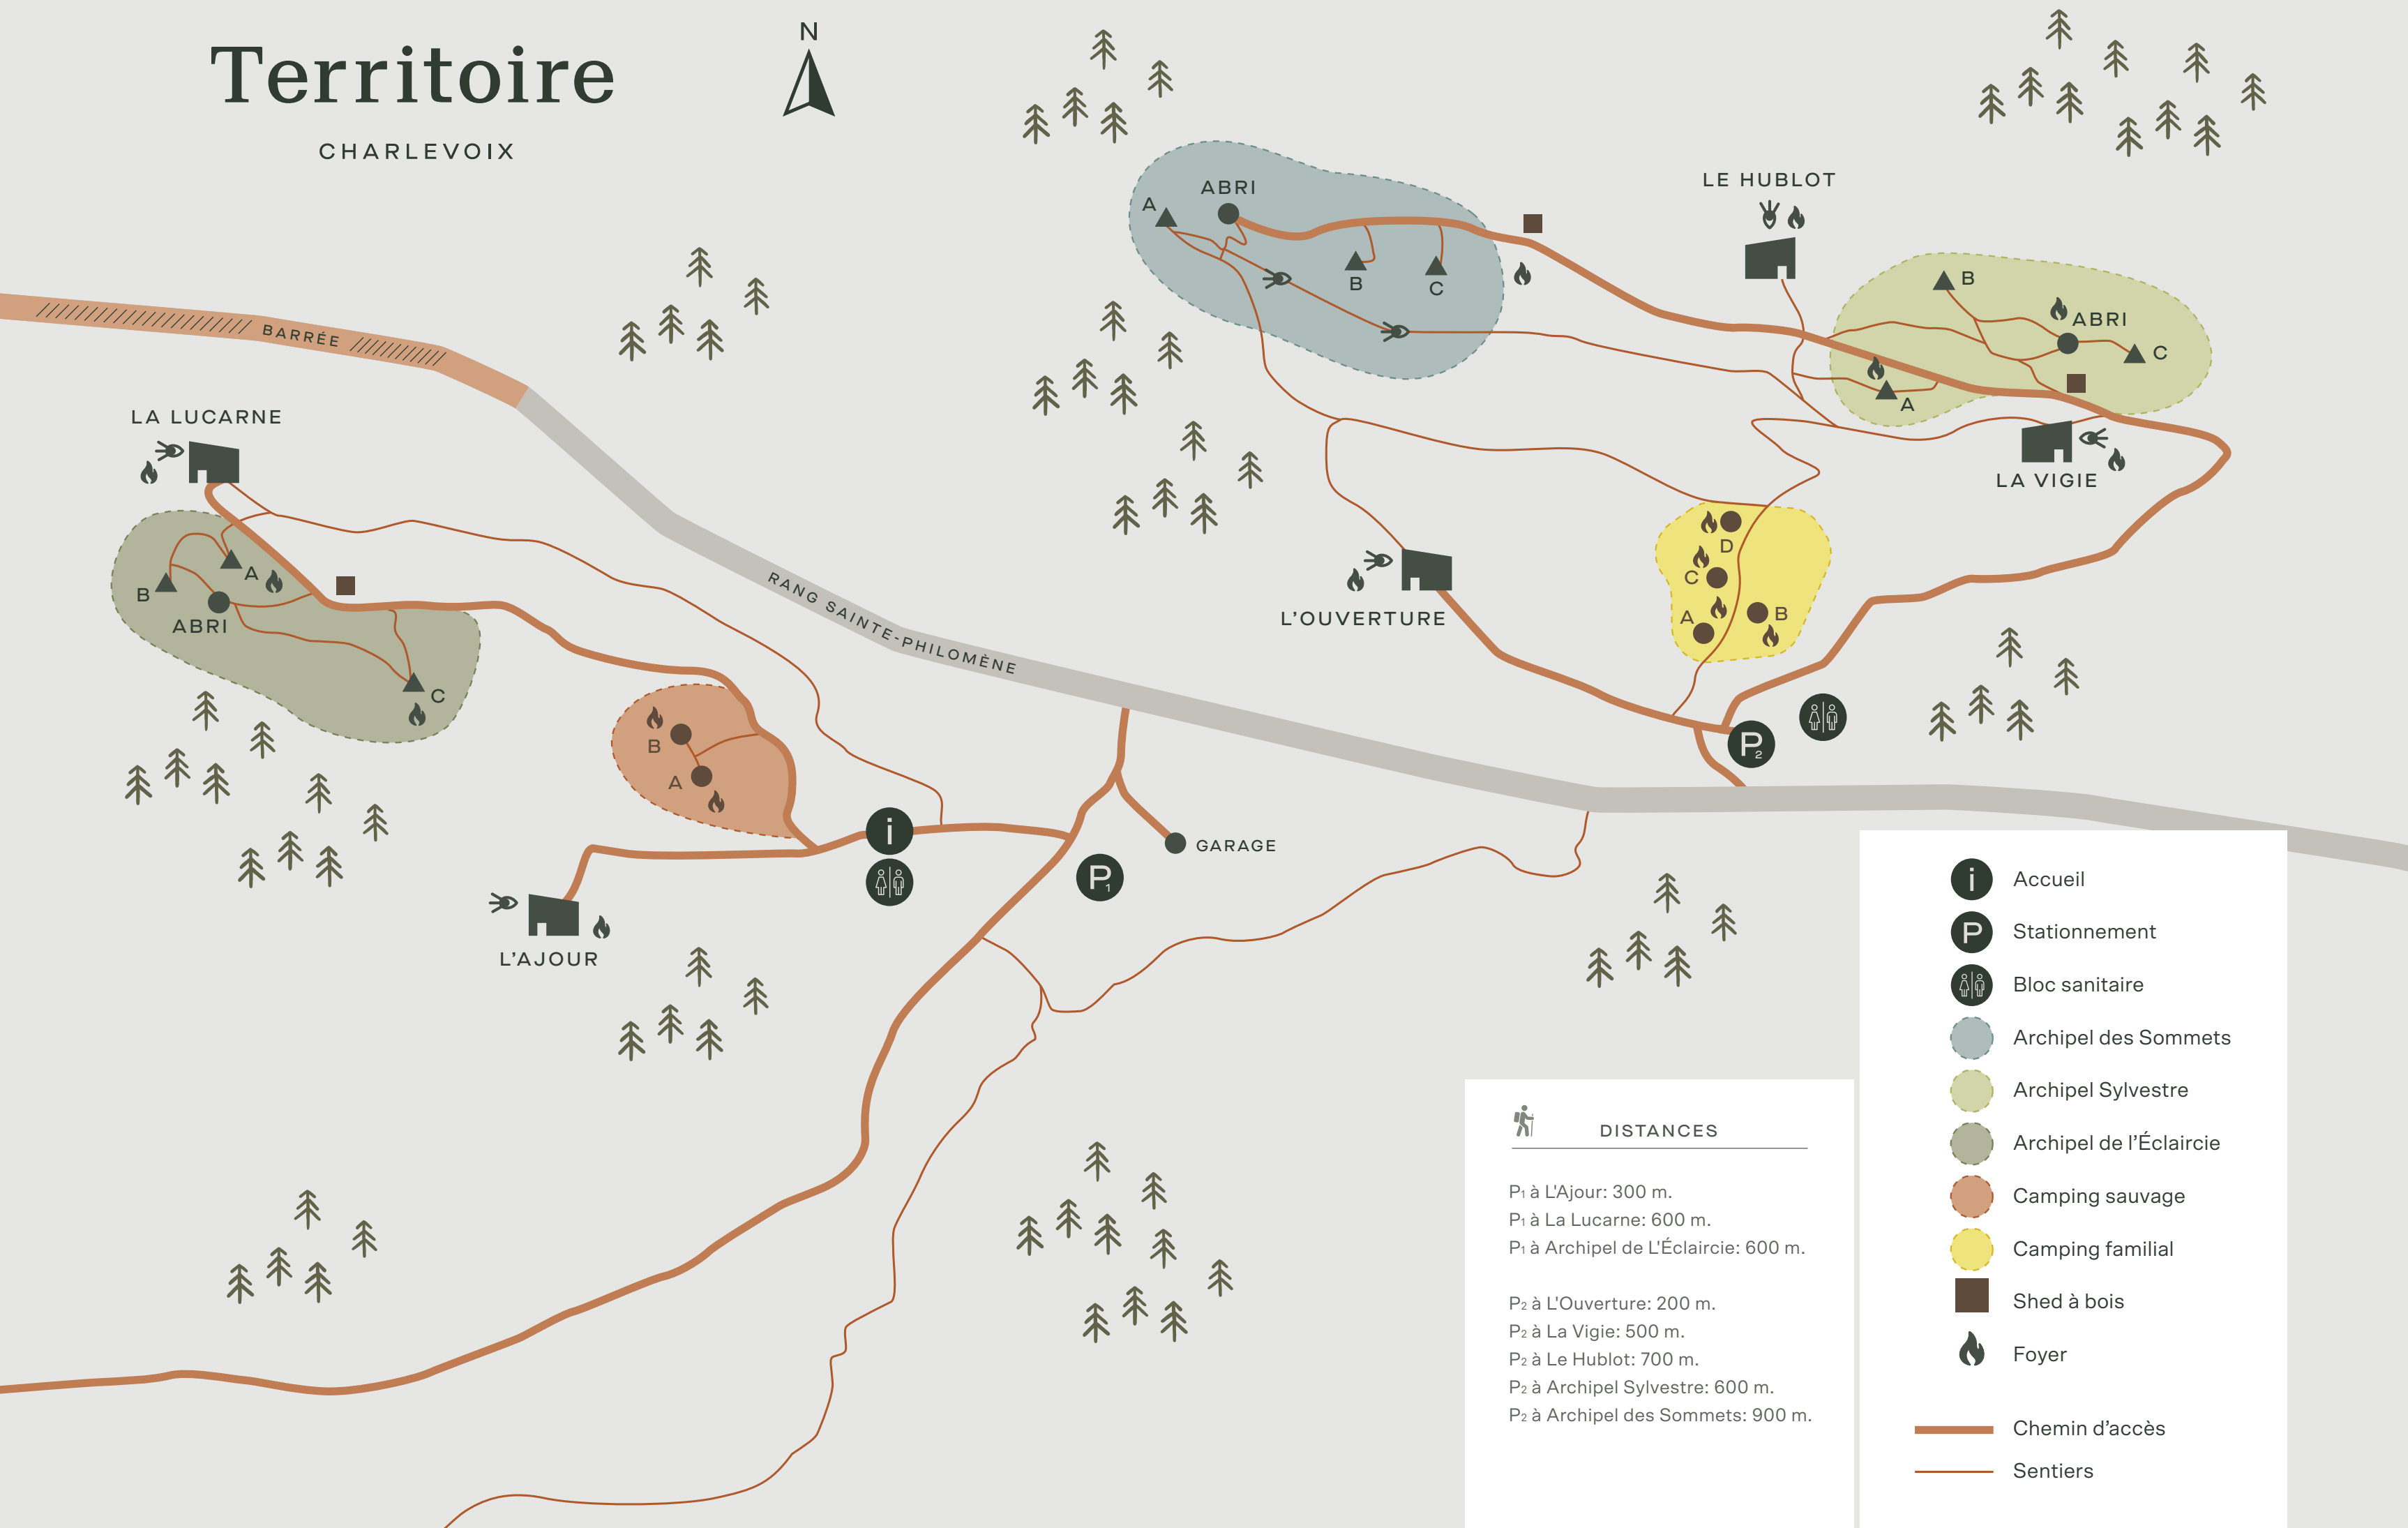 Territoire
CHARLEVOIX
N
ABRI
A
B
C
LE HUBLOT
B
ABRI
C
A
LA VIGIE
BARRÉE
LA LUCARNE
A
B
ABRI
C
RANG SAINTE-PHILOMÈNE
L'OUVERTURE
D
C
A
B
P2
B
A
i
GARAGE
P1
L'AJOUR
DISTANCES
P1 à L'Ajour: 300 m.
P1 à La Lucarne: 600 m.
P1 à Archipel de L'Éclaircie: 600 m.
P2 à L'Ouverture: 200 m.
P2 à La Vigie: 500 m.
P2 à Le Hublot: 700 m.
P2 à Archipel Sylvestre: 600 m.
P2 à Archipel des Sommets: 900 m.
i Accueil
P Stationnement
Bloc sanitaire
Archipel des Sommets
Archipel Sylvestre
Archipel de l'Éclaircie
Camping sauvage
Camping familial
Shed à bois
Foyer
Chemin d'accès
Sentiers